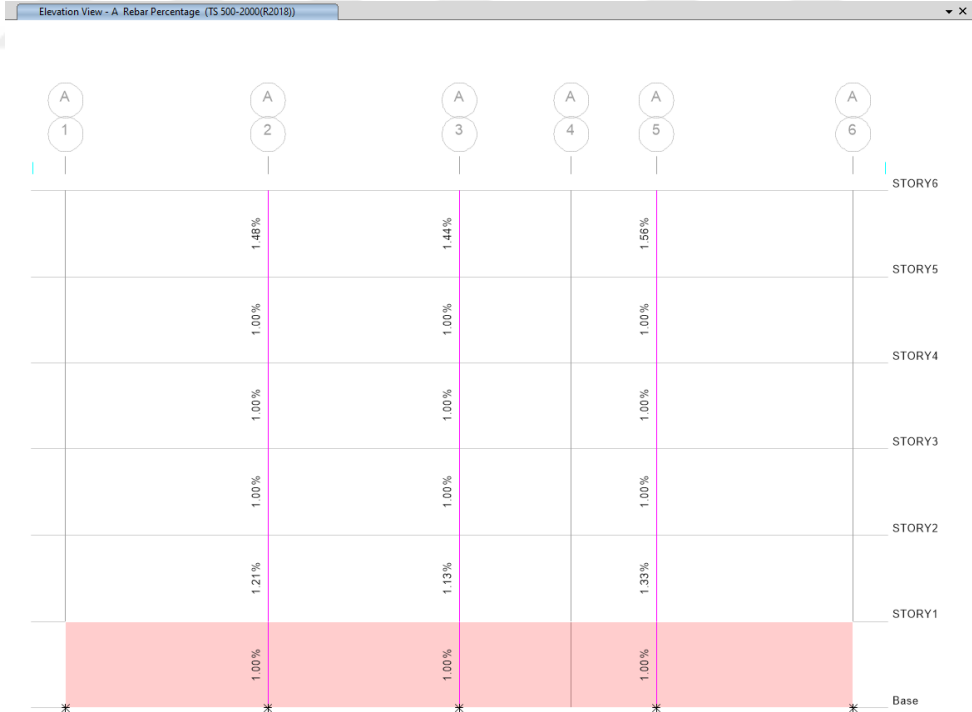 Elevation View - A Rebar Percentage (TS 500-2000(R2018))
A A A A A A
1 2 3 4 5 6
STORY6
1.48% 1.44% 1.56%
STORY5
1.00% 1.00% 1.00%
STORY4
1.00% 1.00% 1.00%
STORY3
1.00% 1.00% 1.00%
STORY2
1.21% 1.13% 1.33%
STORY1
1.00% 1.00% 1.00%
Base